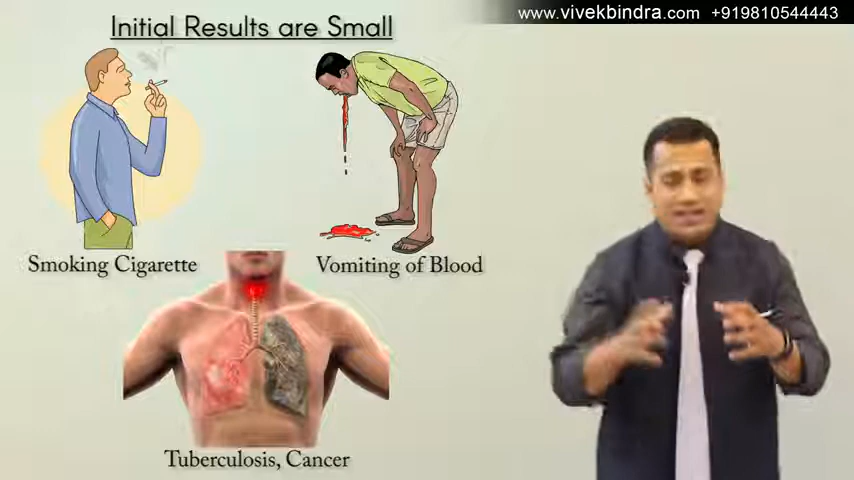 www.vivekbindra.com +919810544443
Initial Results are Small
Smoking Cigarette
Vomiting of Blood
Tuberculosis, Cancer